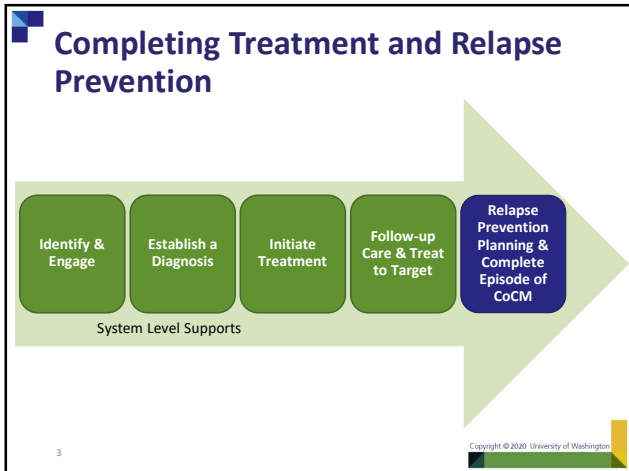 Completing Treatment and Relapse
Prevention
Identify &
Engage
Establish a
Diagnosis
Initiate
Treatment
Follow-up
Care & Treat
to Target
Relapse
Prevention
Planning &
Complete
Episode of
CoCM
System Level Supports
3
Copyright © 2020 University of Washington